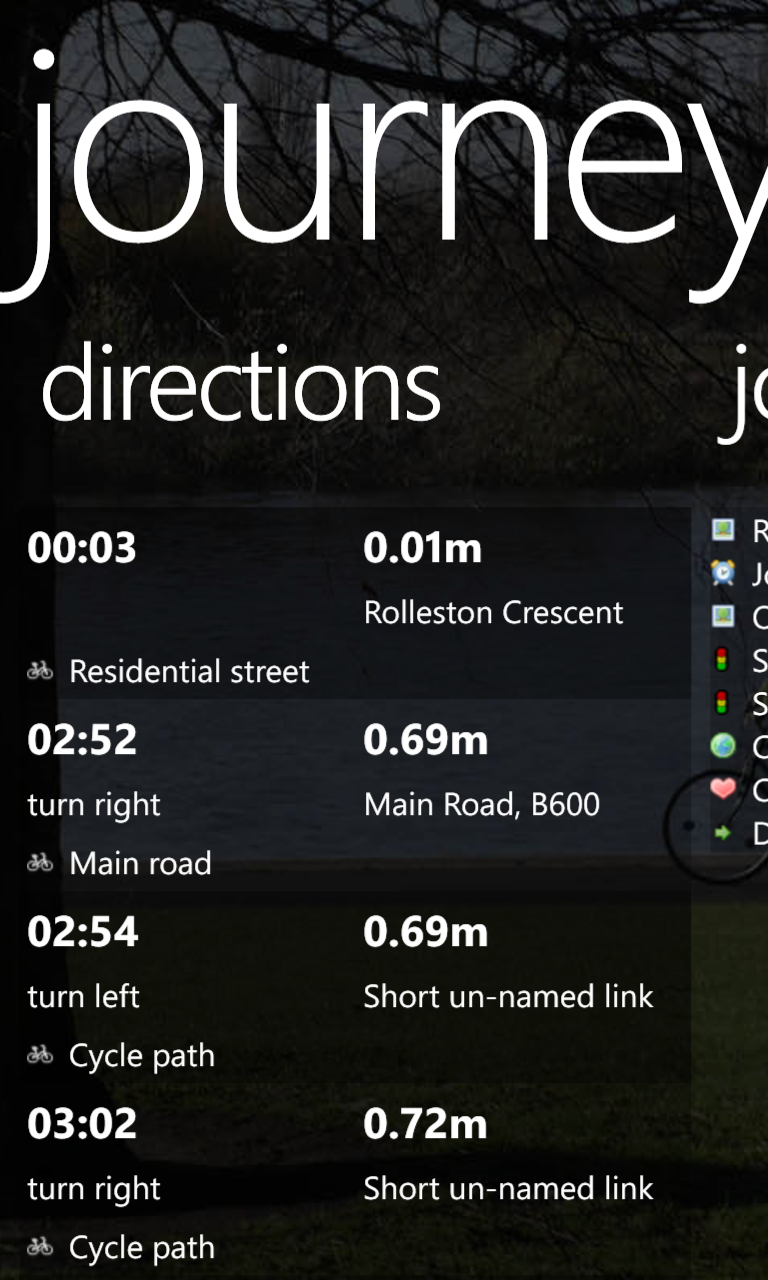 journey
directions
jo
00:03
0.01m
Rolleston Crescent
Residential street
02:52
0.69m
turn right
Main Road, B600
Main road
02:54
0.69m
turn left
Short un-named link
Cycle path
03:02
0.72m
turn right
Short un-named link
Cycle path
R
Jo
C
S
S
C
C
D